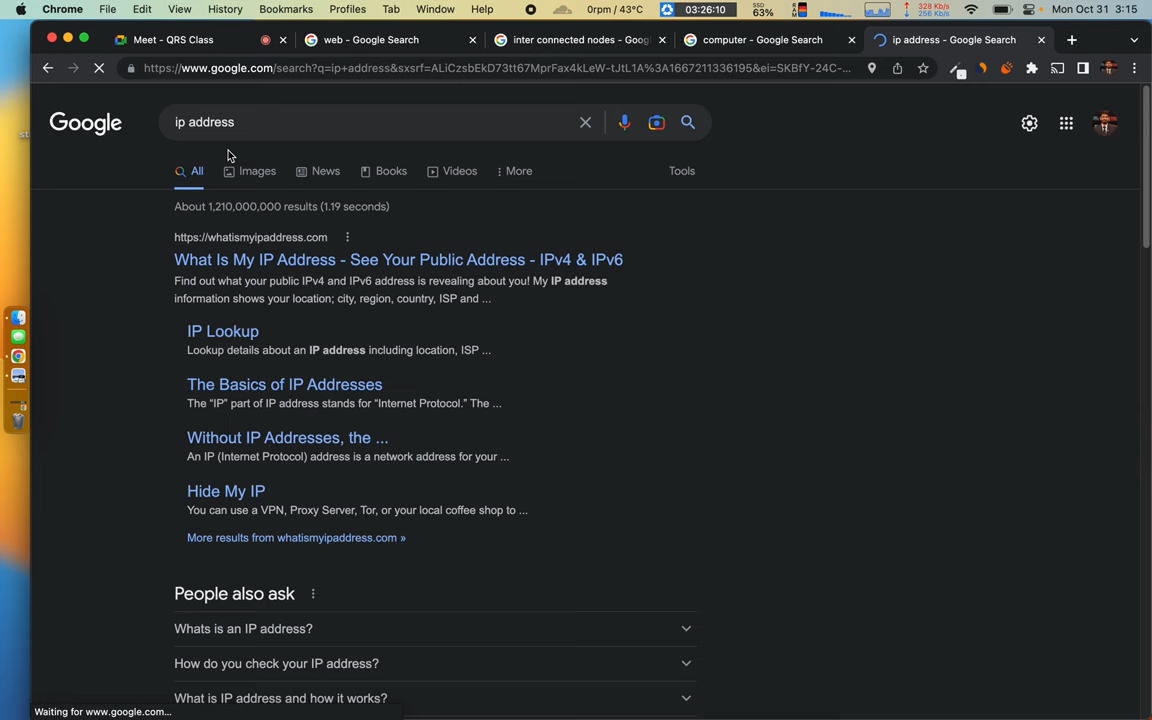 Chrome File Edit View History Bookmarks Profiles Tab Window Help 0rpm / 43°C 03:26:10 SSD 63% 328 Kb/s 256 Kb/s Mon Oct 31 3:15
Meet - QRS Class web - Google Search inter connected nodes - Goog computer - Google Search ip address - Google Search
https://www.google.com/search?q=ip+address&sxsrf=ALiCzsbEkD73tt67MprFax4kLeW-tJtL1A%3A1667211336195&ei=SKBfY-24C-...
Google ip address
All Images News Books Videos More Tools
About 1,210,000,000 results (1.19 seconds)
https://whatismyipaddress.com
What Is My IP Address - See Your Public Address - IPv4 & IPv6
Find out what your public IPv4 and IPv6 address is revealing about you! My IP address
information shows your location; city, region, country, ISP and ...
IP Lookup
Lookup details about an IP address including location, ISP ...
The Basics of IP Addresses
The “IP” part of IP address stands for “Internet Protocol.” The ...
Without IP Addresses, the ...
An IP (Internet Protocol) address is a network address for your ...
Hide My IP
You can use a VPN, Proxy Server, Tor, or your local coffee shop to ...
More results from whatismyipaddress.com »
People also ask
Whats is an IP address?
How do you check your IP address?
What is IP address and how it works?
Waiting for www.google.com...